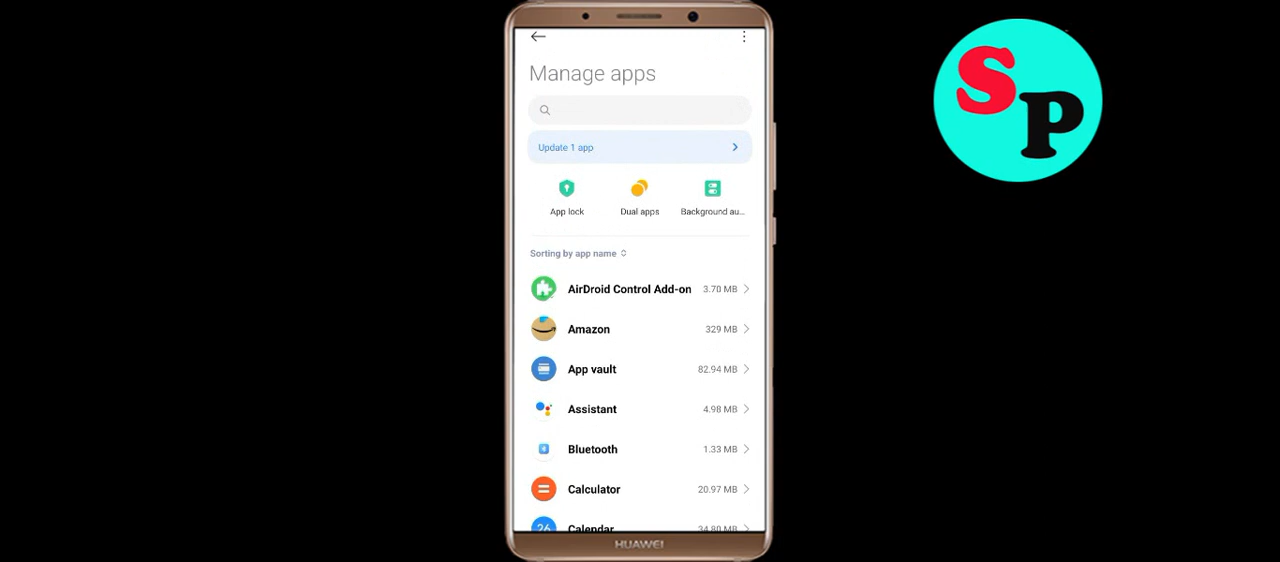 Manage apps
Update 1 app
App lock
Dual apps
Background au...
Sorting by app name
AirDroid Control Add-on 3.70 MB
Amazon 329 MB
App vault 82.94 MB
Assistant 4.98 MB
Bluetooth 1.33 MB
Calculator 20.97 MB
26 Calendar 34.80 MB
HUAWEI
SP